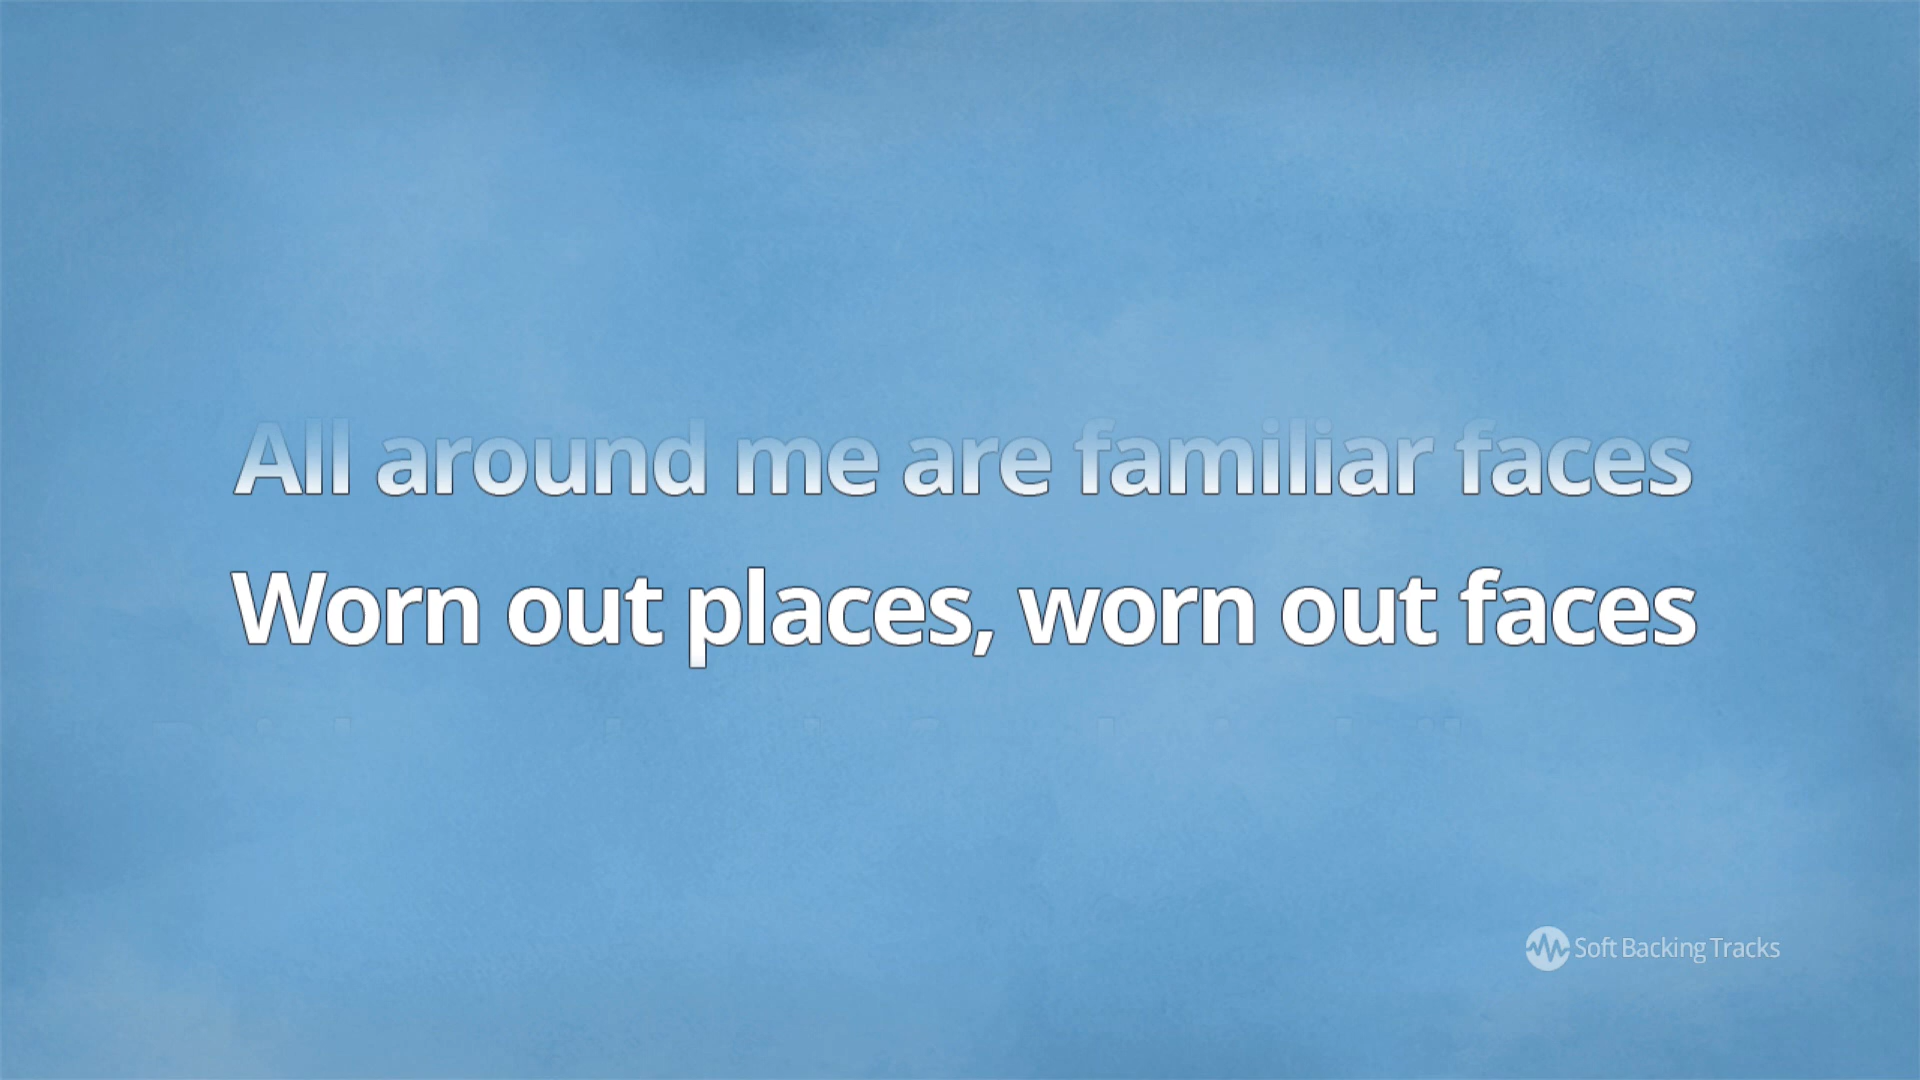 All around me are familiar faces
Worn out places, worn out faces
Soft Backing Tracks